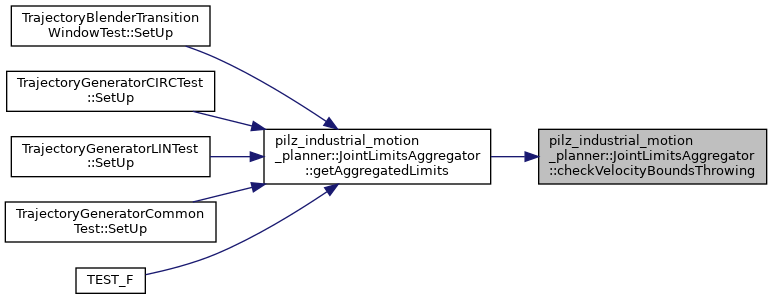 TrajectoryBlenderTransition
WindowTest::SetUp
TrajectoryGeneratorCIRCTest
::SetUp
TrajectoryGeneratorLINTest
::SetUp
TrajectoryGeneratorCommon
Test::SetUp
TEST_F
pilz_industrial_motion
_planner::JointLimitsAggregator
::getAggregatedLimits
pilz_industrial_motion
_planner::JointLimitsAggregator
::checkVelocityBoundsThrowing